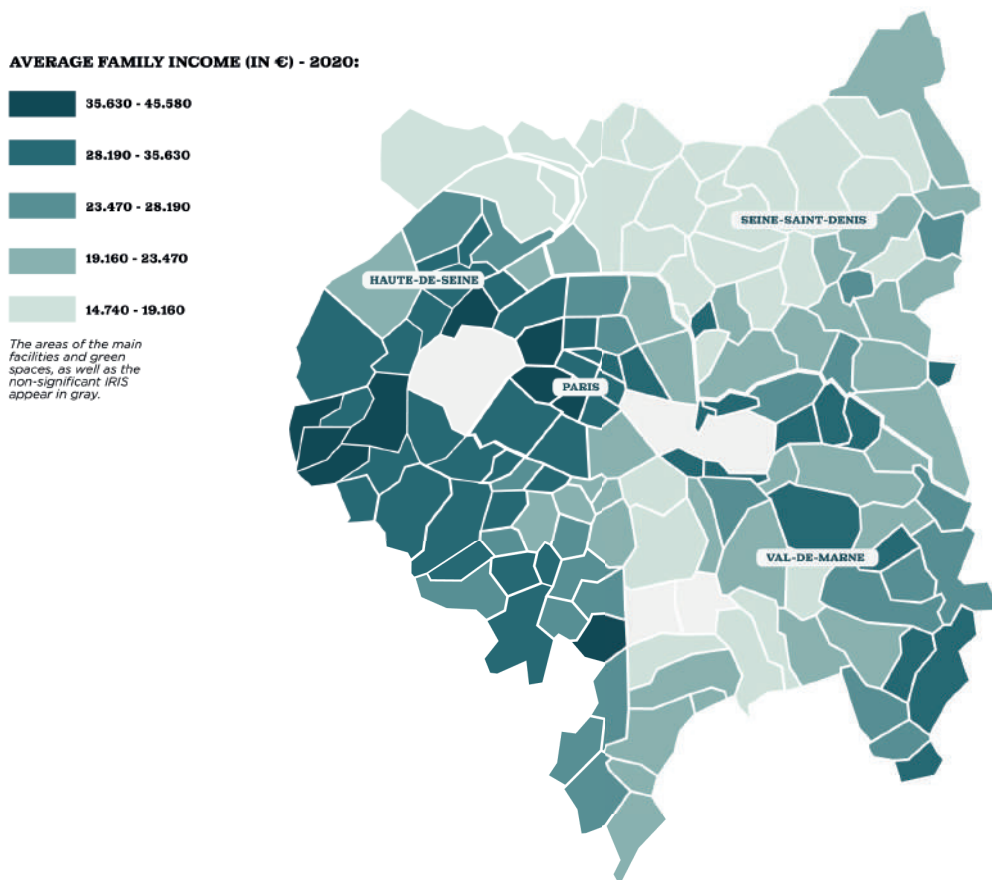 AVERAGE FAMILY INCOME (IN €) - 2020:
35.630 - 45.580
28.190 - 35.630
23.470 - 28.190
19.160 - 23.470
14.740 - 19.160
The areas of the main
facilities and green
spaces, as well as the
non-significant IRIS
appear in gray.
SEINE-SAINT-DENIS
HAUTE-DE-SEINE
PARIS
VAL-DE-MARNE